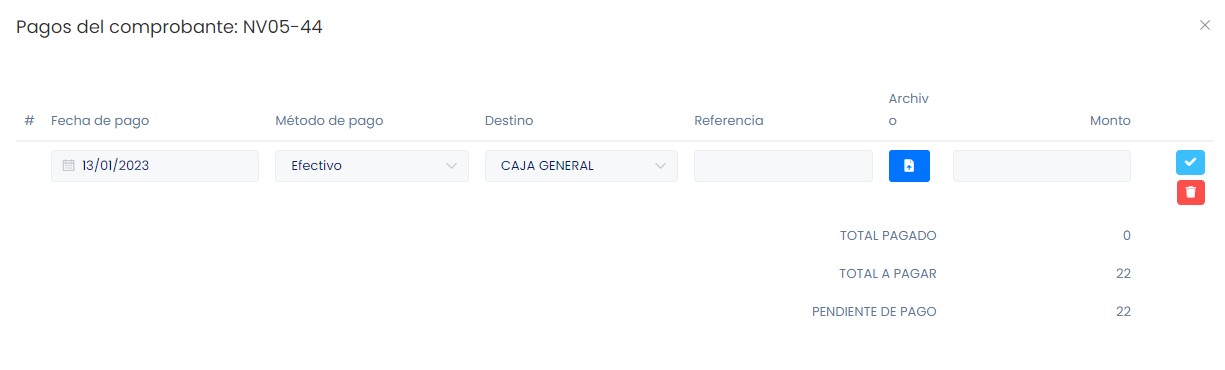 Pagos del comprobante: NV05-44
# Fecha de pago Método de pago Destino Referencia Archiv
o Monto
13/01/2023 Efectivo CAJA GENERAL
TOTAL PAGADO 0
TOTAL A PAGAR 22
PENDIENTE DE PAGO 22